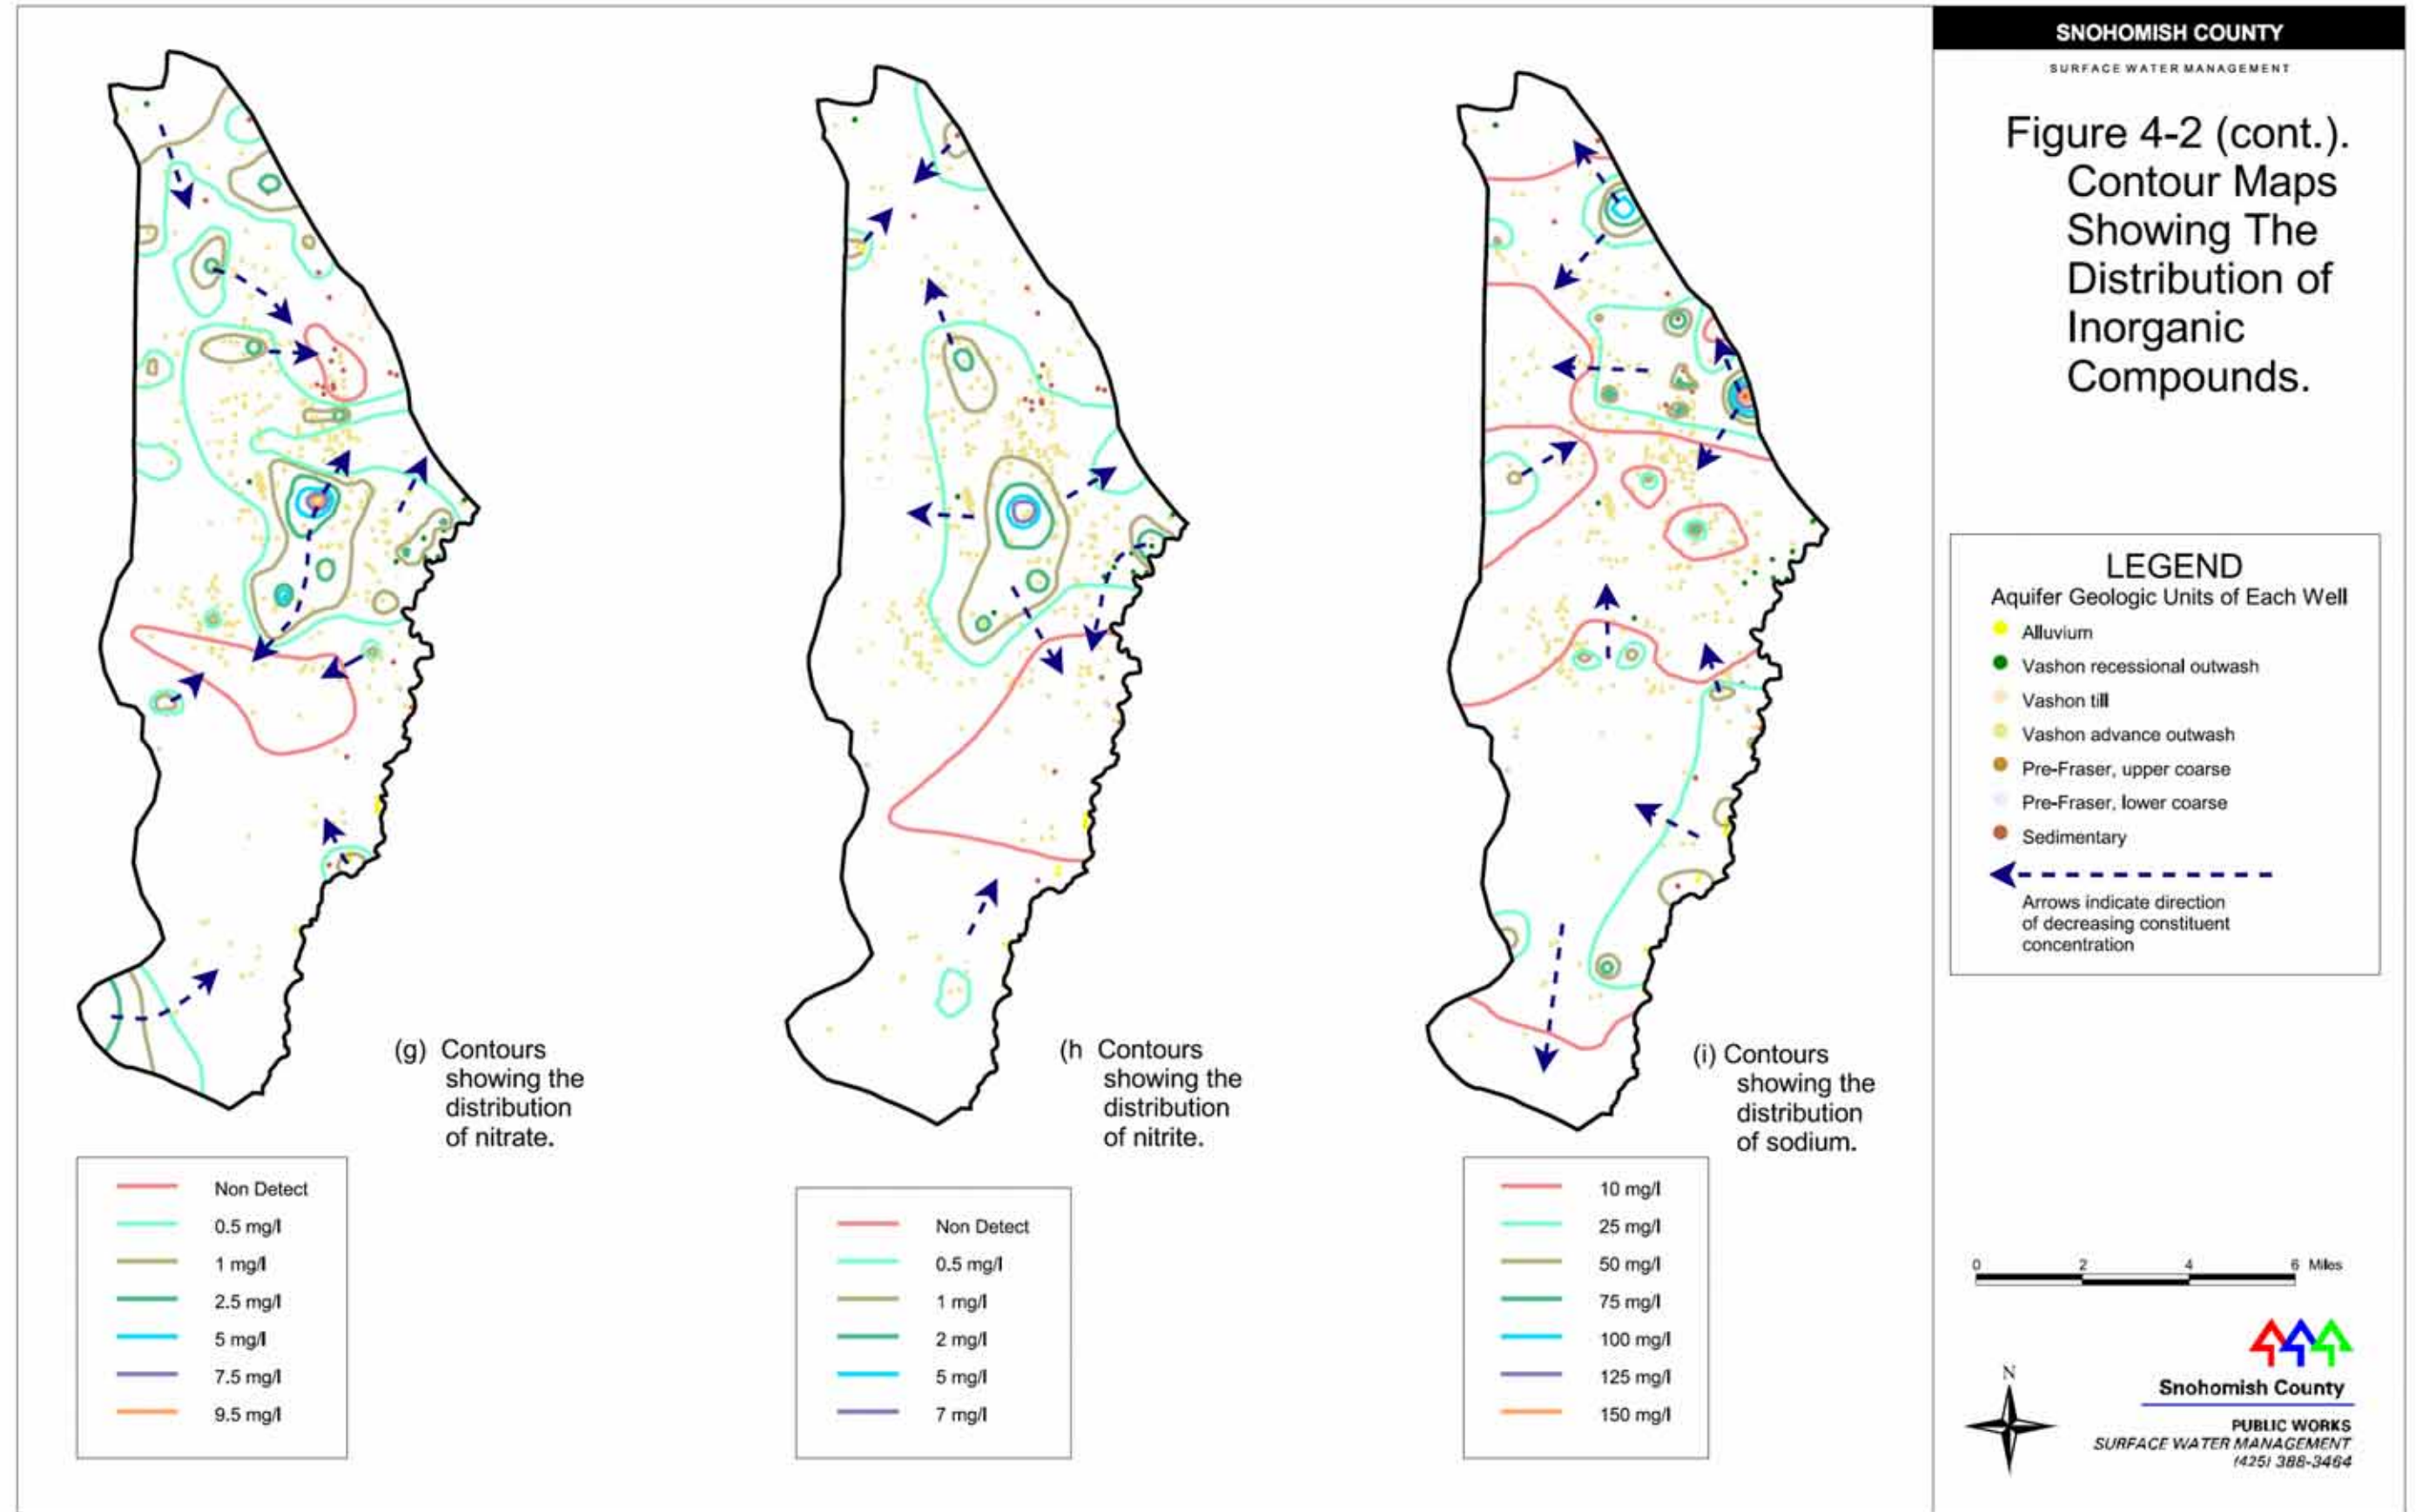 SNOHOMISH COUNTY
SURFACE WATER MANAGEMENT
Figure 4-2 (cont.).
Contour Maps
Showing The
Distribution of
Inorganic
Compounds.
LEGEND
Aquifer Geologic Units of Each Well
Alluvium
Vashon recessional outwash
Vashon till
Vashon advance outwash
Pre-Fraser, upper coarse
Pre-Fraser, lower coarse
Sedimentary
Arrows indicate direction
of decreasing constituent
concentration
(g) Contours
showing the
distribution
of nitrate.
Non Detect
0.5 mg/l
1 mg/l
2.5 mg/l
5 mg/l
7.5 mg/l
9.5 mg/l
(h Contours
showing the
distribution
of nitrite.
Non Detect
0.5 mg/l
1 mg/l
2 mg/l
5 mg/l
7 mg/l
(i) Contours
showing the
distribution
of sodium.
10 mg/l
25 mg/l
50 mg/l
75 mg/l
100 mg/l
125 mg/l
150 mg/l
0 2 4 6 Miles
N
Snohomish County
PUBLIC WORKS
SURFACE WATER MANAGEMENT
(425) 388-3464